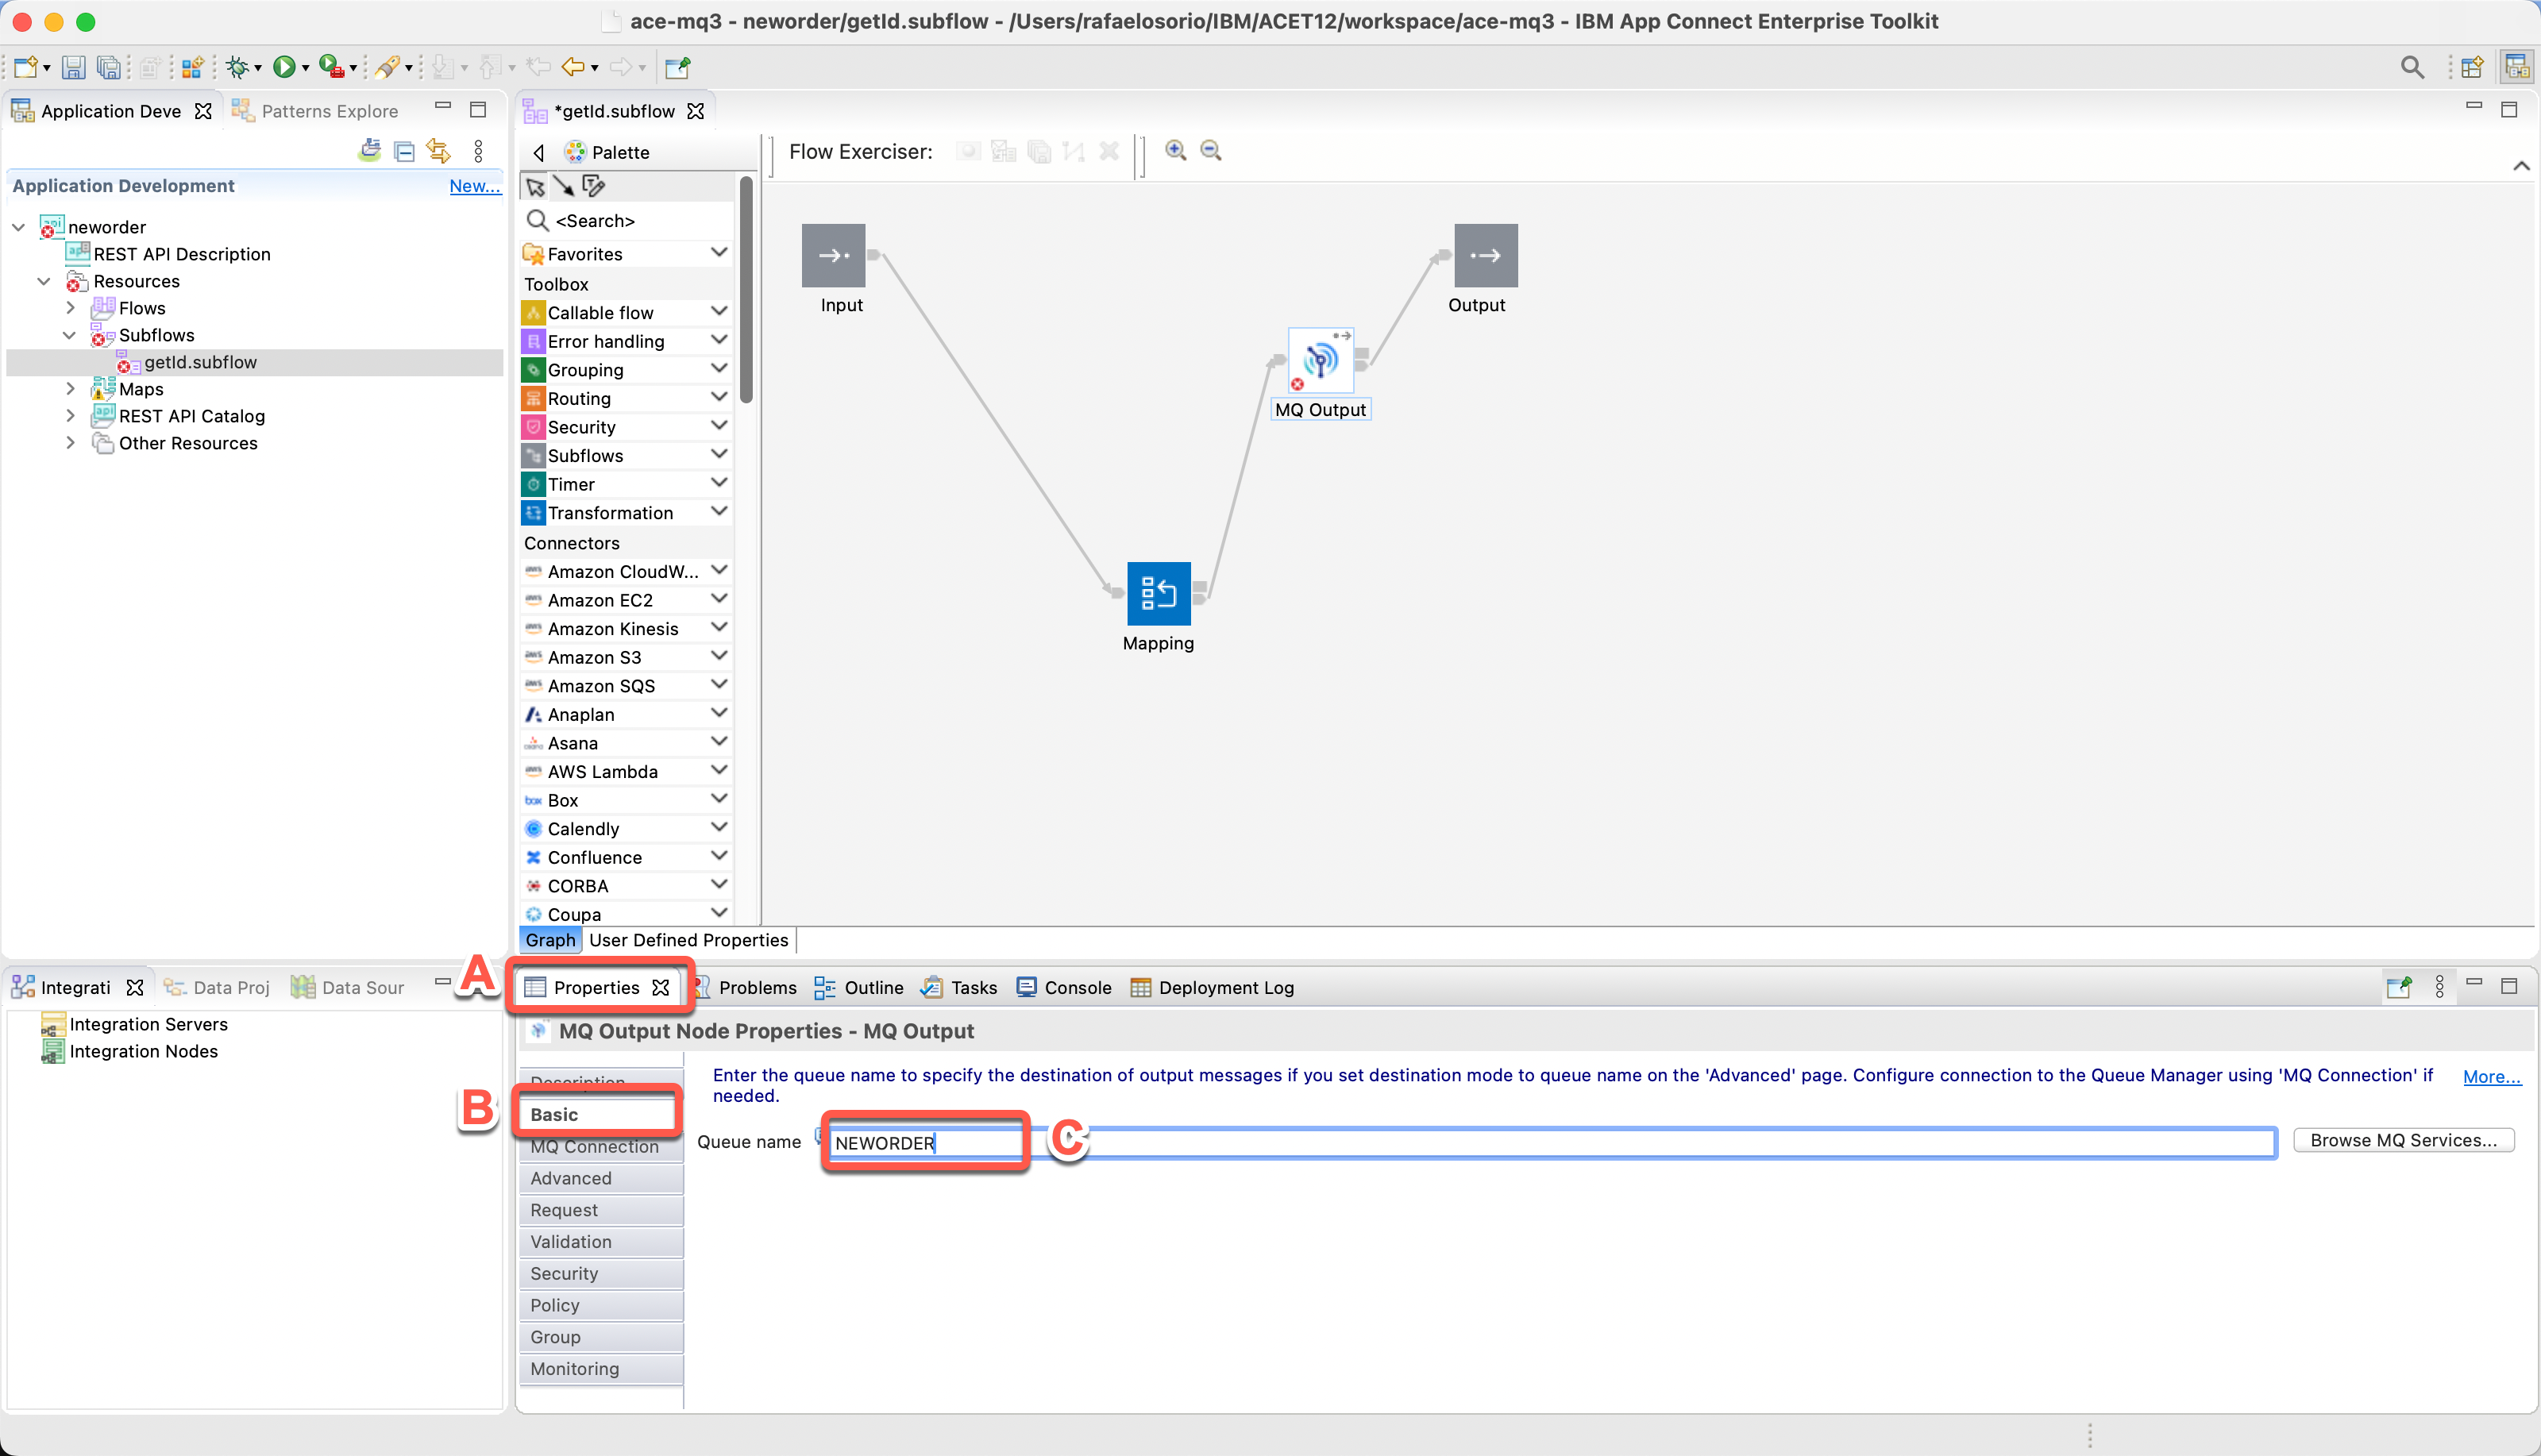 ace-mq3 - neworder/getId.subflow - /Users/rafaelosorio/IBM/ACET12/workspace/ace-mq3 - IBM App Connect Enterprise Toolkit
Application Deve
Patterns Explore
*getId.subflow
Palette
Flow Exerciser:
Application Development
New...
neworder
REST API Description
Resources
Flows
Subflows
getId.subflow
Maps
REST API Catalog
Other Resources
<Search>
Favorites
Toolbox
Callable flow
Error handling
Grouping
Routing
Security
Subflows
Timer
Transformation
Connectors
Amazon CloudW...
Amazon EC2
Amazon Kinesis
Amazon S3
Amazon SQS
Anaplan
Asana
AWS Lambda
Box
Calendly
Confluence
CORBA
Coupa
Input
Output
MQ Output
Mapping
Graph
User Defined Properties
Integrati
Data Proj
Data Sour
A
Properties
Problems
Outline
Tasks
Console
Deployment Log
Integration Servers
Integration Nodes
MQ Output Node Properties - MQ Output
Description
B
Basic
MQ Connection
Advanced
Request
Validation
Security
Policy
Group
Monitoring
Enter the queue name to specify the destination of output messages if you set destination mode to queue name on the 'Advanced' page. Configure connection to the Queue Manager using 'MQ Connection' if
needed.
More...
Queue name
NEWORDER
C
Browse MQ Services...